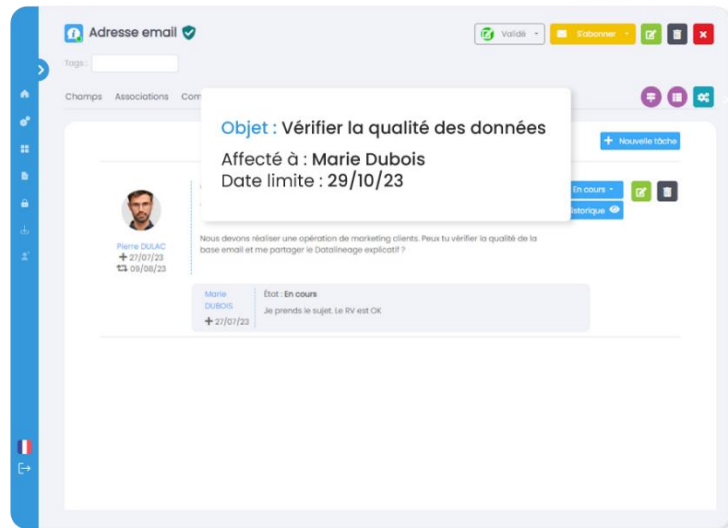 Adresse email
Validé
S'abonner
Tags :
Champs Associations Com
Objet : Vérifier la qualité des données
Affecté à : Marie Dubois
Date limite : 29/10/23
Nouvelle tâche
En cours
istorique
Pierre DULAC
27/07/23
09/08/23
Nous devons réaliser une opération de marketing clients. Peux tu vérifier la qualité de la
base email et me partager le Datalineage explicatif ?
Marie
DUBOIS
27/07/23
État : En cours
Je prends le sujet. Le RV est OK